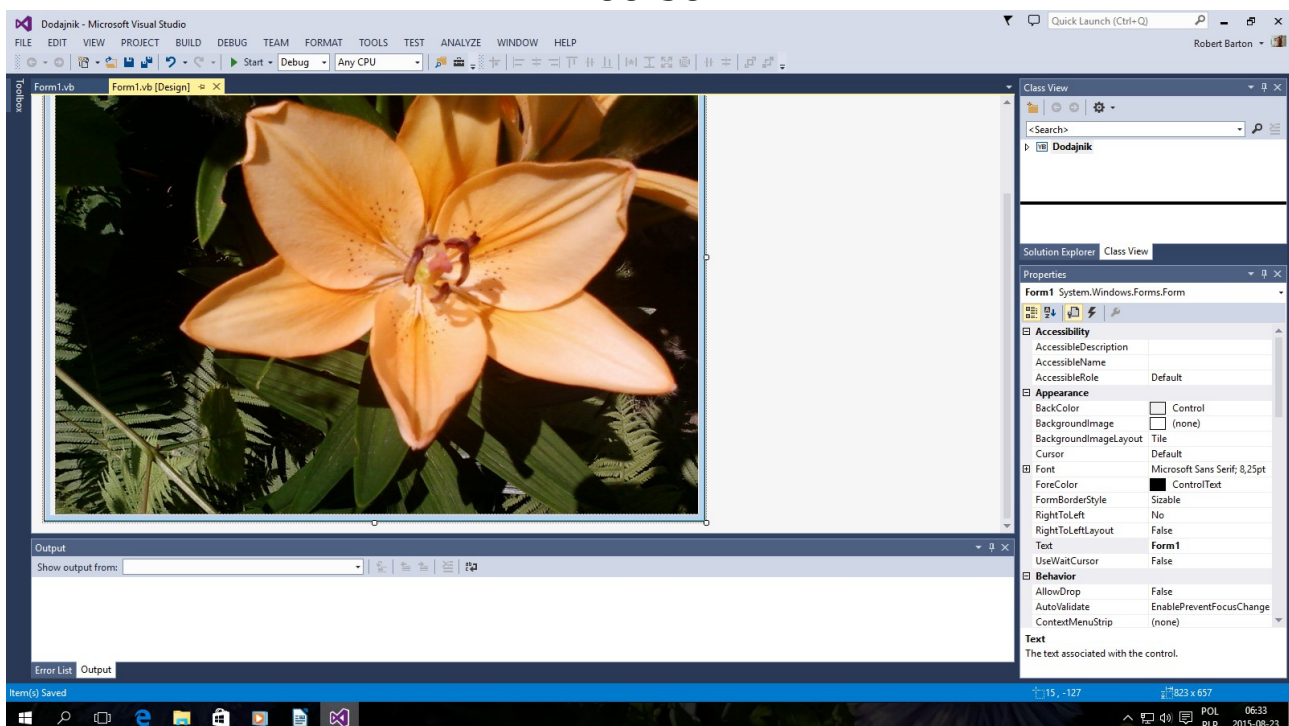 Dodajnik - Microsoft Visual Studio
Quick Launch (Ctrl+Q)
FILE EDIT VIEW PROJECT BUILD DEBUG TEAM FORMAT TOOLS TEST ANALYZE WINDOW HELP
Robert Barton
Start Debug Any CPU
Toolbox
Form1.vb Form1.vb [Design]
Class View
<Search>
VB Dodajnik
Solution Explorer Class View
Properties
Form1 System.Windows.Forms.Form
Accessibility
AccessibleDescription
AccessibleName
AccessibleRole Default
Appearance
BackColor Control
BackgroundImage (none)
BackgroundImageLayout Tile
Cursor Default
Font Microsoft Sans Serif; 8,25pt
ForeColor ControlText
FormBorderStyle Sizable
RightToLeft No
RightToLeftLayout False
Text Form1
UseWaitCursor False
Behavior
AllowDrop False
AutoValidate EnablePreventFocusChange
ContextMenuStrip (none)
Text
The text associated with the control.
Output
Show output from:
Error List Output
Item(s) Saved
15 , -127
823 x 657
POL 06:33
PLP 2015-08-23